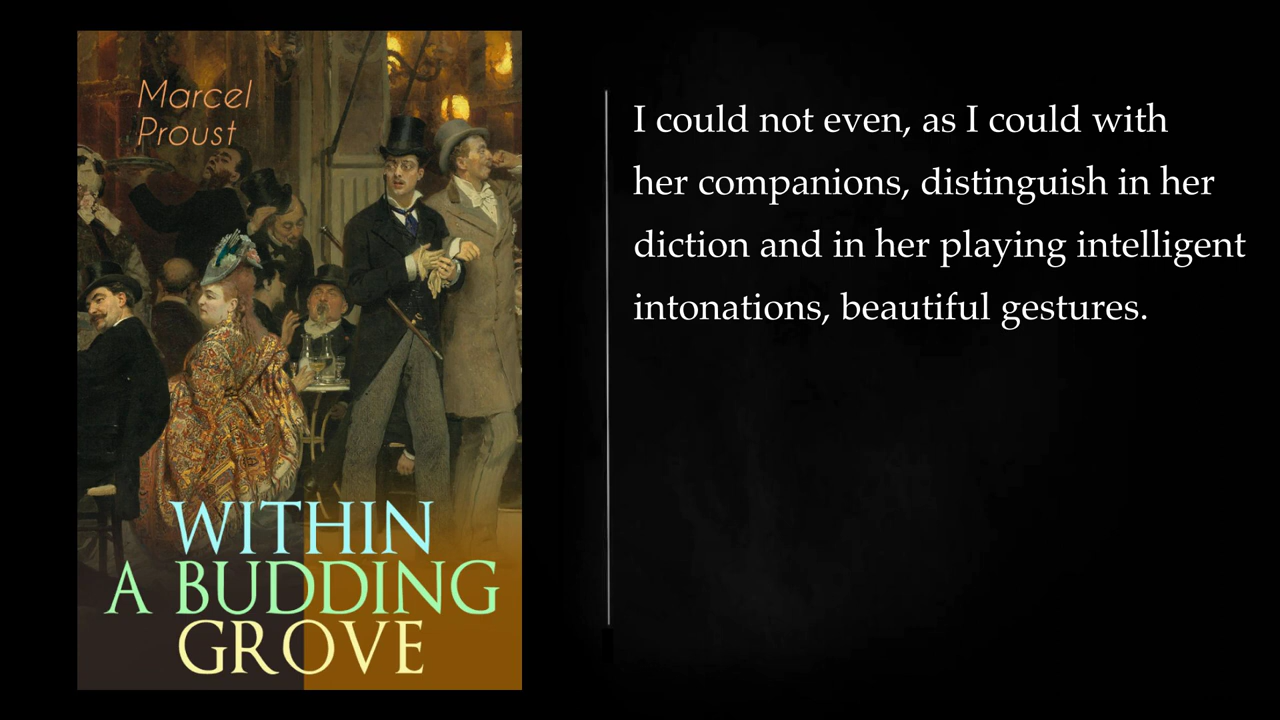 Marcel
Proust
WITHIN
A BUDDING
GROVE
I could not even, as I could with
her companions, distinguish in her
diction and in her playing intelligent
intonations, beautiful gestures.